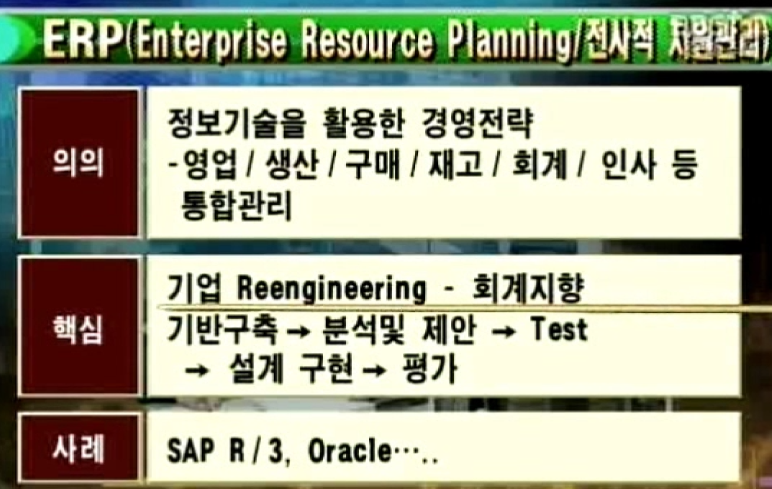 ERP(Enterprise Resource Planning/전사적 자원관리)
의의
정보기술을 활용한 경영전략
-영업 / 생산 / 구매 / 재고 / 회계 / 인사 등
통합관리
핵심
기업 Reengineering - 회계지향
기반구축 → 분석및 제안 → Test
→ 설계 구현 → 평가
사례
SAP R/3, Oracle…..